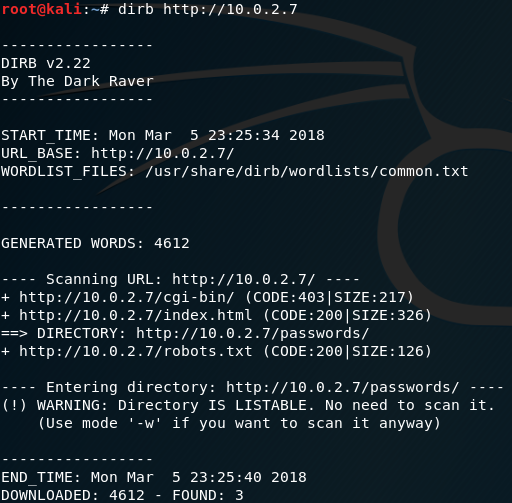 root@kali:~# dirb http://10.0.2.7
-----------------
DIRB v2.22
By The Dark Raver
-----------------
START_TIME: Mon Mar  5 23:25:34 2018
URL_BASE: http://10.0.2.7/
WORDLIST_FILES: /usr/share/dirb/wordlists/common.txt
-----------------
GENERATED WORDS: 4612
---- Scanning URL: http://10.0.2.7/ ----
+ http://10.0.2.7/cgi-bin/ (CODE:403|SIZE:217)
+ http://10.0.2.7/index.html (CODE:200|SIZE:326)
==> DIRECTORY: http://10.0.2.7/passwords/
+ http://10.0.2.7/robots.txt (CODE:200|SIZE:126)
---- Entering directory: http://10.0.2.7/passwords/ ----
(!) WARNING: Directory IS LISTABLE. No need to scan it.
    (Use mode '-w' if you want to scan it anyway)
-----------------
END_TIME: Mon Mar  5 23:25:40 2018
DOWNLOADED: 4612 - FOUND: 3